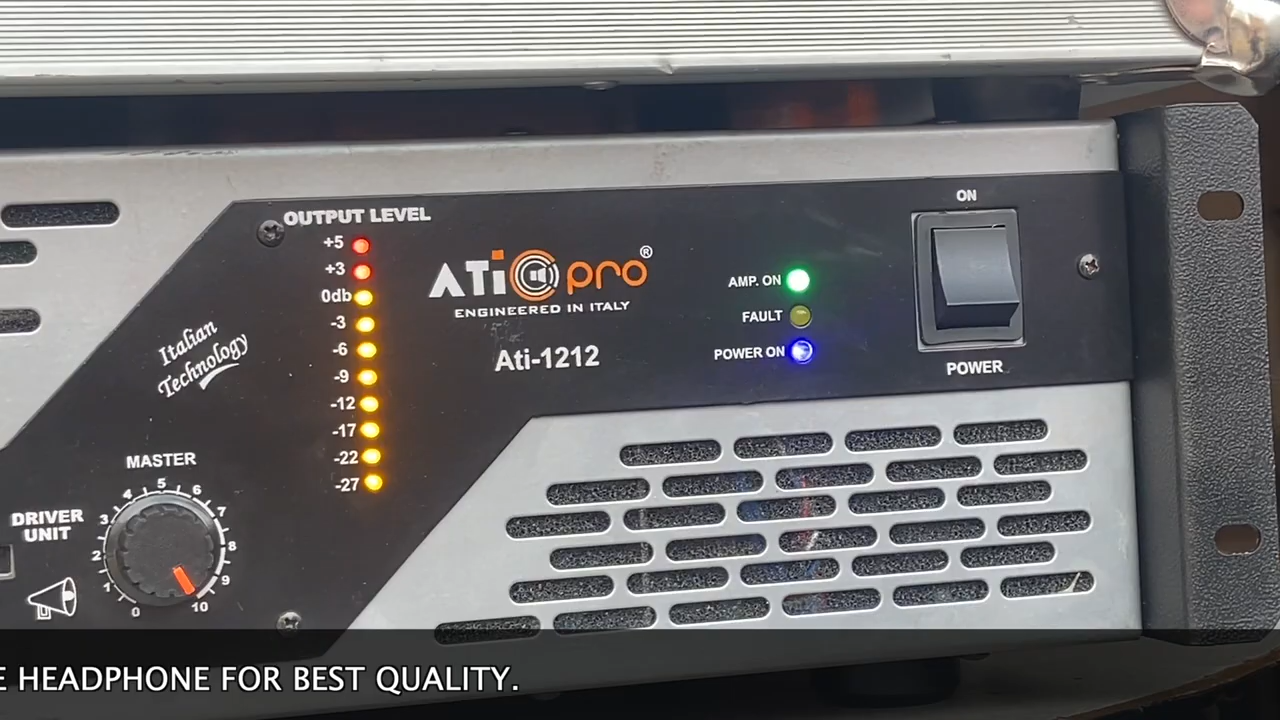 OUTPUT LEVEL
+5
+3
0db
-3
-6
-9
-12
-17
-22
-27
Italian
Technology
ATi pro®
ENGINEERED IN ITALY
Ati-1212
AMP. ON
FAULT
POWER ON
ON
POWER
MASTER
0 1 2 3 4 5 6 7 8 9 10
DRIVER
UNIT
E HEADPHONE FOR BEST QUALITY.